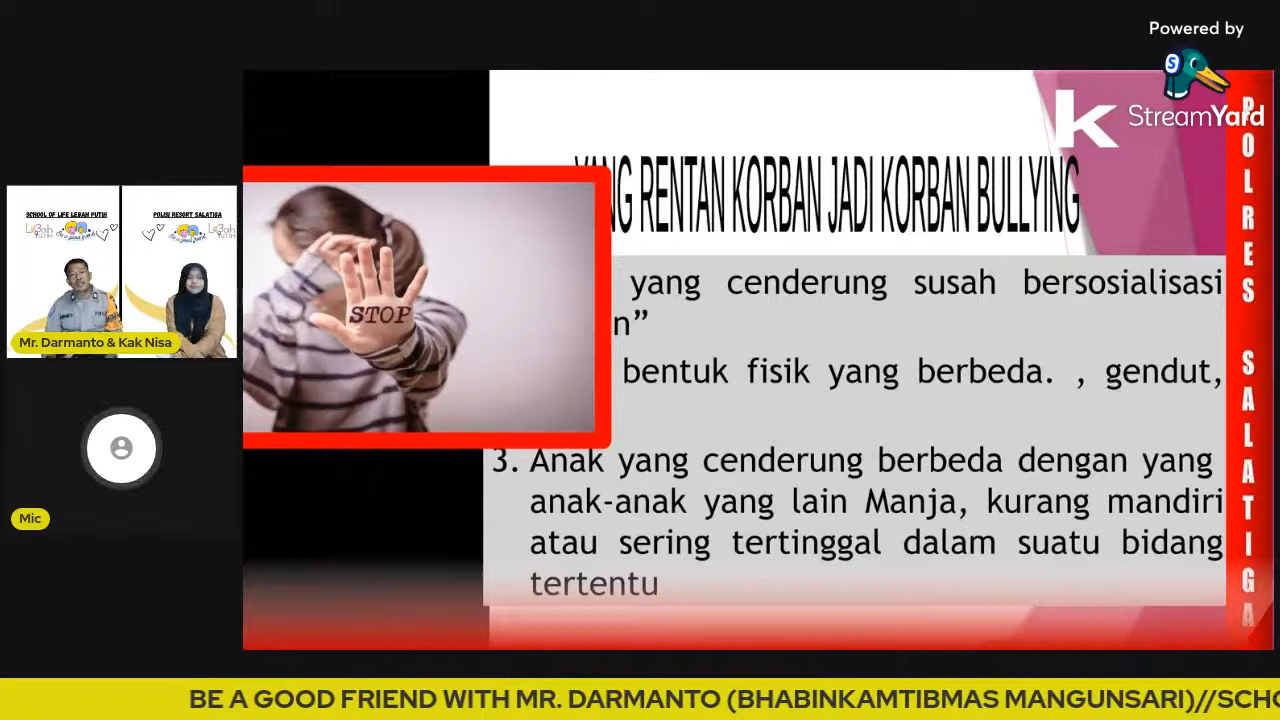 Powered by
StreamYard
SCHOOL OF LIFE LEBAH PUTIH
POLISI RESORT SALATIGA
Mr. Darmanto & Kak Nisa
Mic
YANG RENTAN KORBAN JADI KORBAN BULLYING
yang cenderung susah bersosialisasi
n”
bentuk fisik yang berbeda. , gendut,
3. Anak yang cenderung berbeda dengan yang
anak-anak yang lain Manja, kurang mandiri
atau sering tertinggal dalam suatu bidang
tertentu
STOP
POLRES SALATIGA
BE A GOOD FRIEND WITH MR. DARMANTO (BHABINKAMTIBMAS MANGUNSARI)//SCHO